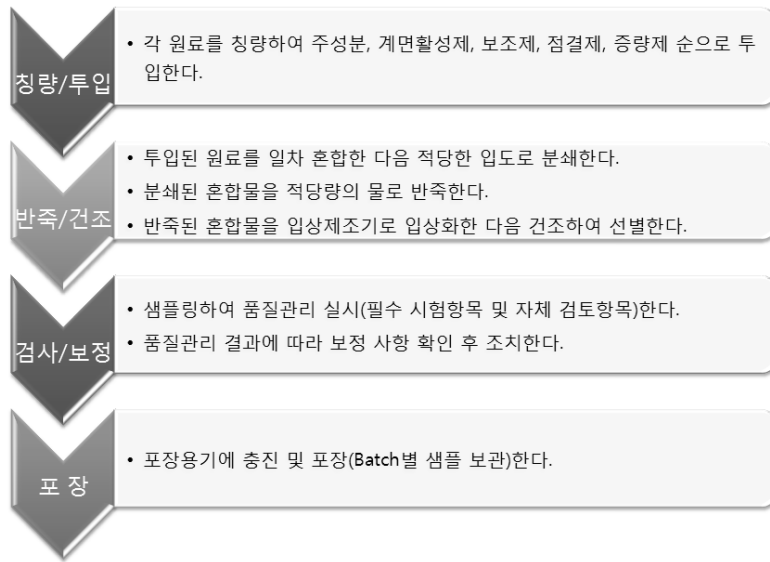 칭량/투입
• 각 원료를 칭량하여 주성분, 계면활성제, 보조제, 점결제, 증량제 순으로 투
입한다.
반죽/건조
• 투입된 원료를 일차 혼합한 다음 적당한 입도로 분쇄한다.
• 분쇄된 혼합물을 적당량의 물로 반죽한다.
• 반죽된 혼합물을 입상제조기로 입상화한 다음 건조하여 선별한다.
검사/보정
• 샘플링하여 품질관리 실시(필수 시험항목 및 자체 검토항목)한다.
• 품질관리 결과에 따라 보정 사항 확인 후 조치한다.
포 장
• 포장용기에 충진 및 포장(Batch별 샘플 보관)한다.